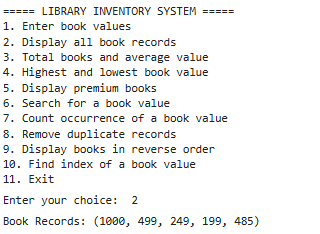 ===== LIBRARY INVENTORY SYSTEM =====
1. Enter book values
2. Display all book records
3. Total books and average value
4. Highest and lowest book value
5. Display premium books
6. Search for a book value
7. Count occurrence of a book value
8. Remove duplicate records
9. Display books in reverse order
10. Find index of a book value
11. Exit
Enter your choice:  2
Book Records: (1000, 499, 249, 199, 485)